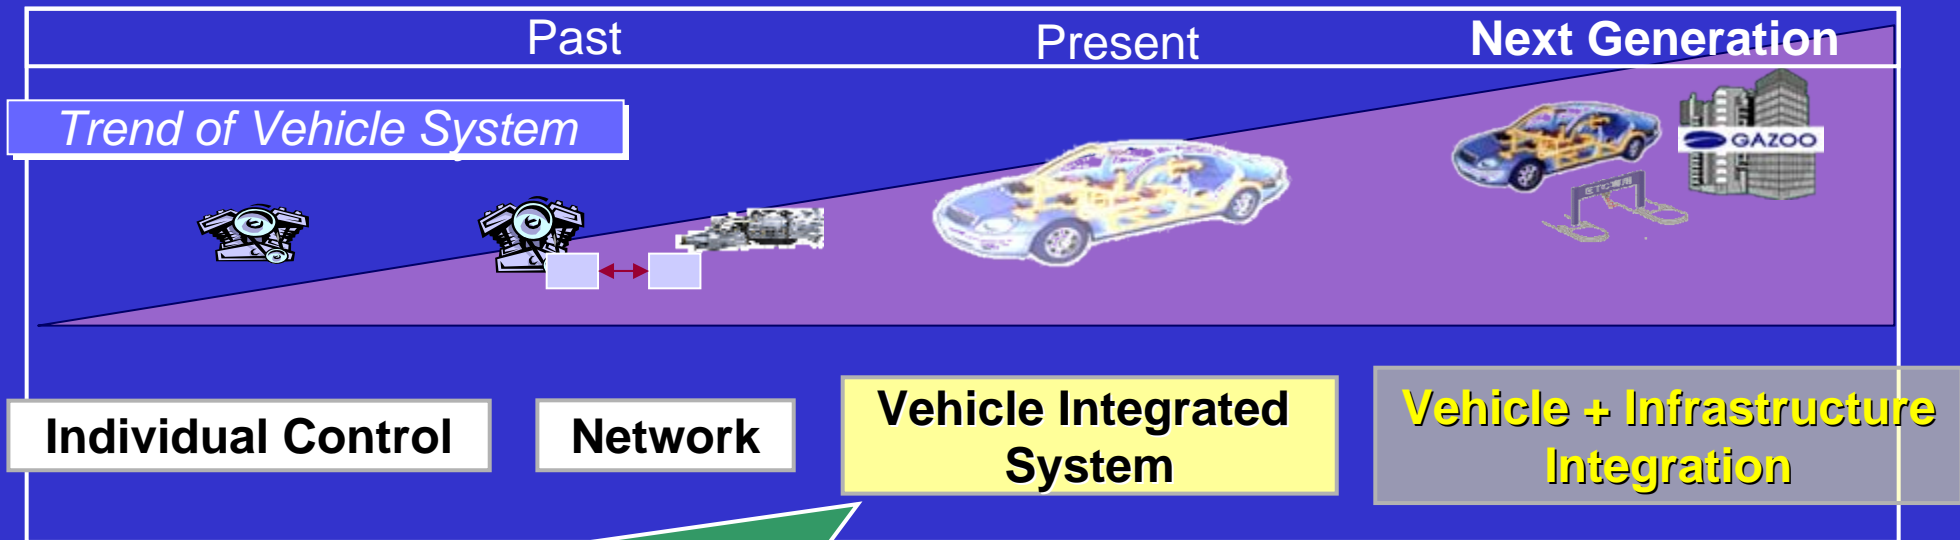 Past
Present
Next Generation
Trend of Vehicle System
GAZOO
Individual Control
Network
Vehicle Integrated
System
Vehicle + Infrastructure
Integration